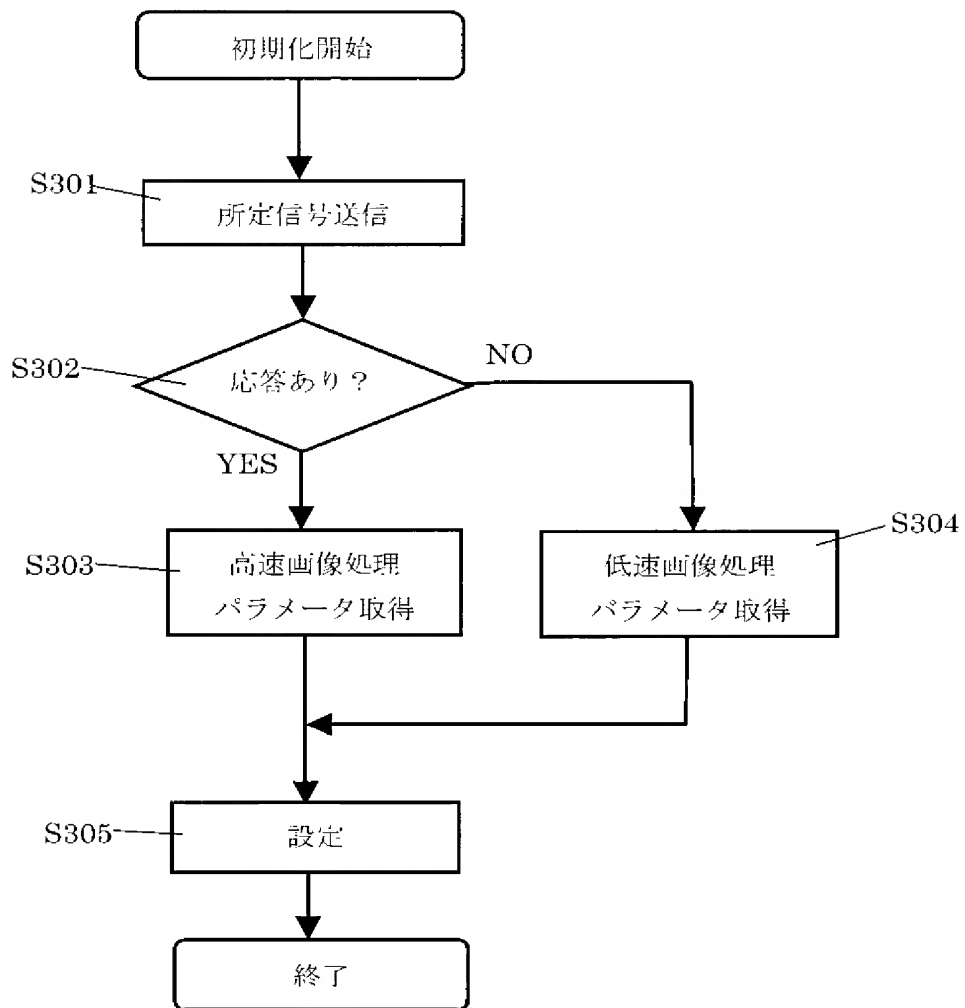 初期化開始
S301
所定信号送信
S302
応答あり？
NO
YES
S303
高速画像処理
パラメータ取得
S304
低速画像処理
パラメータ取得
S305
設定
終了